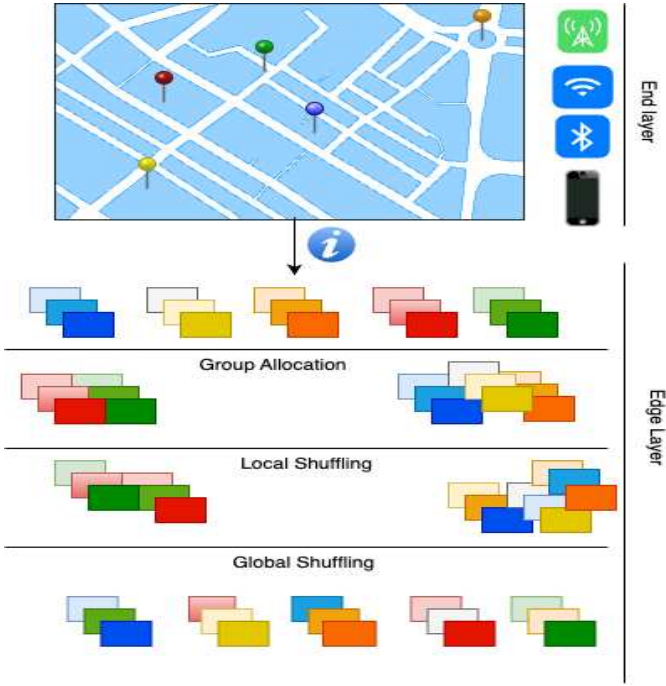 End layer
i
Group Allocation
Local Shuffling
Global Shuffling
Edge Layer